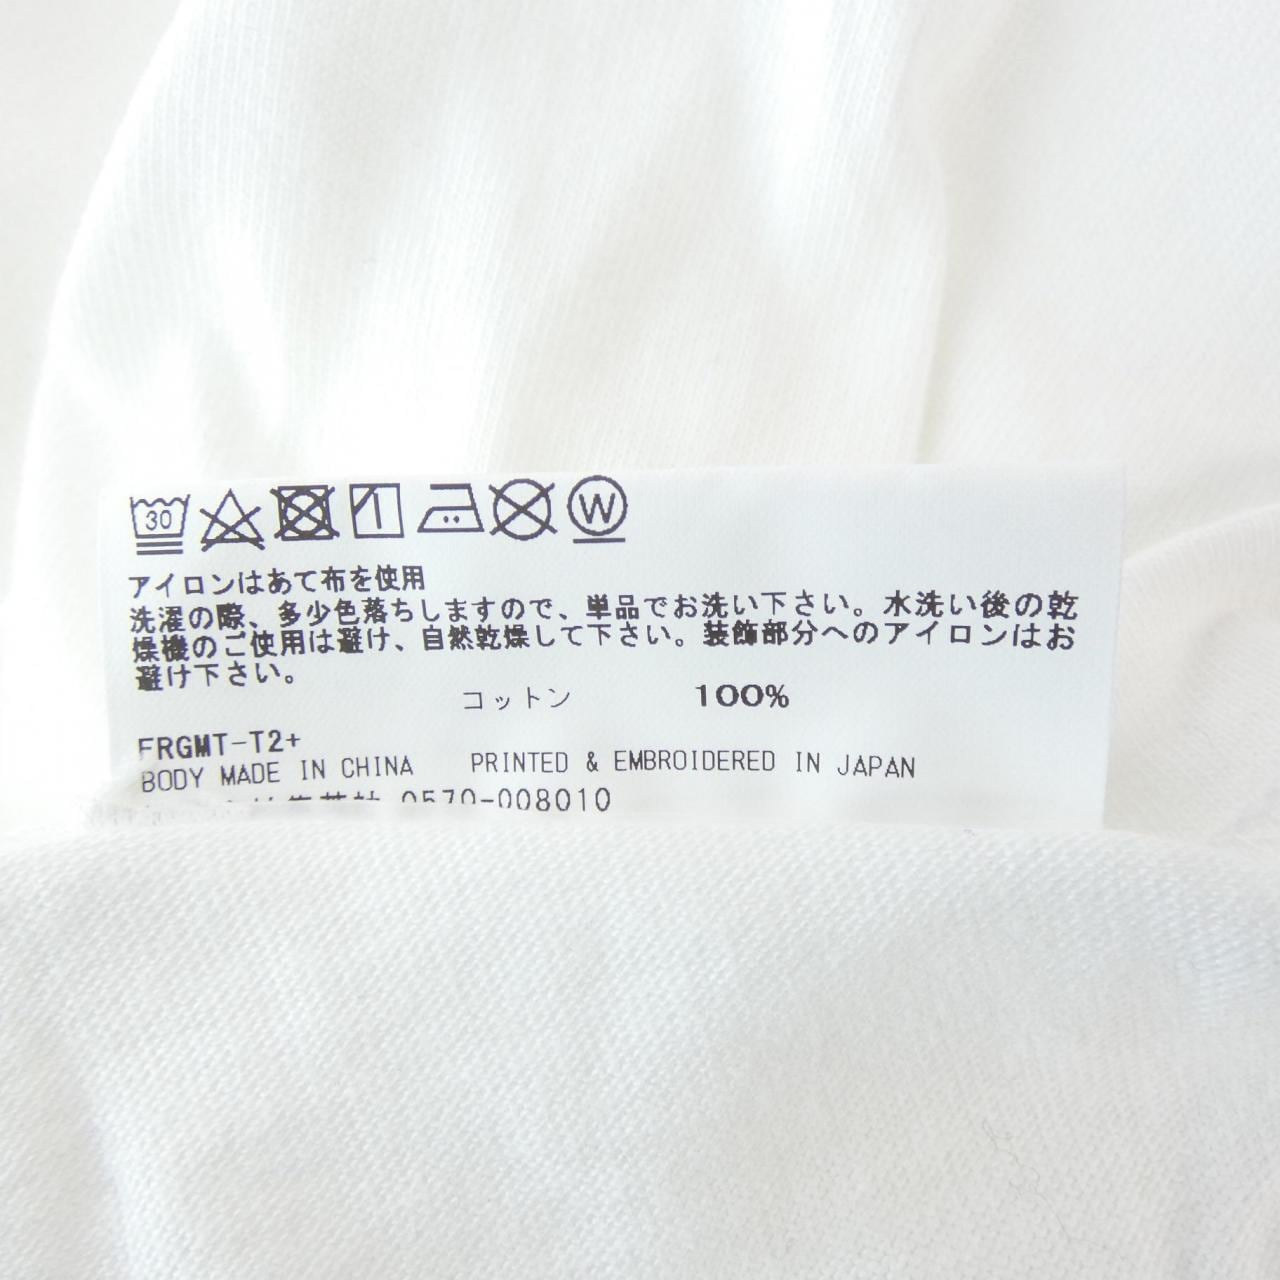 30
W
アイロンはあて布を使用
洗濯の際、多少色落ちしますので、単品でお洗い下さい。水洗い後の乾
燥機のご使用は避け、自然乾燥して下さい。装飾部分へのアイロンはお
避け下さい。
コットン 100%
FRGMT-T2+
BODY MADE IN CHINA PRINTED & EMBROIDERED IN JAPAN
0570-008010